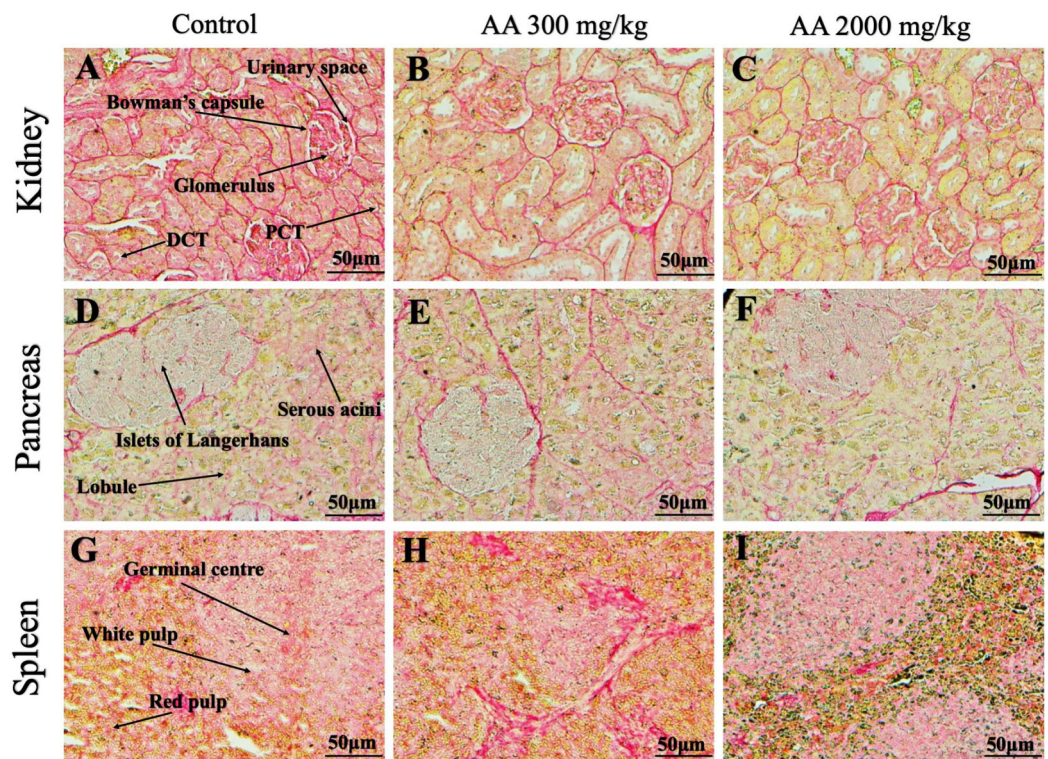 Control
AA 300 mg/kg
AA 2000 mg/kg
Kidney
A
Urinary space
Bowman's capsule
Glomerulus
DCT
PCT
50μm
B
50μm
C
50μm
Pancreas
D
Serous acini
Islets of Langerhans
Lobule
50μm
E
50μm
F
50μm
Spleen
G
Germinal centre
White pulp
Red pulp
50μm
H
50μm
I
50μm